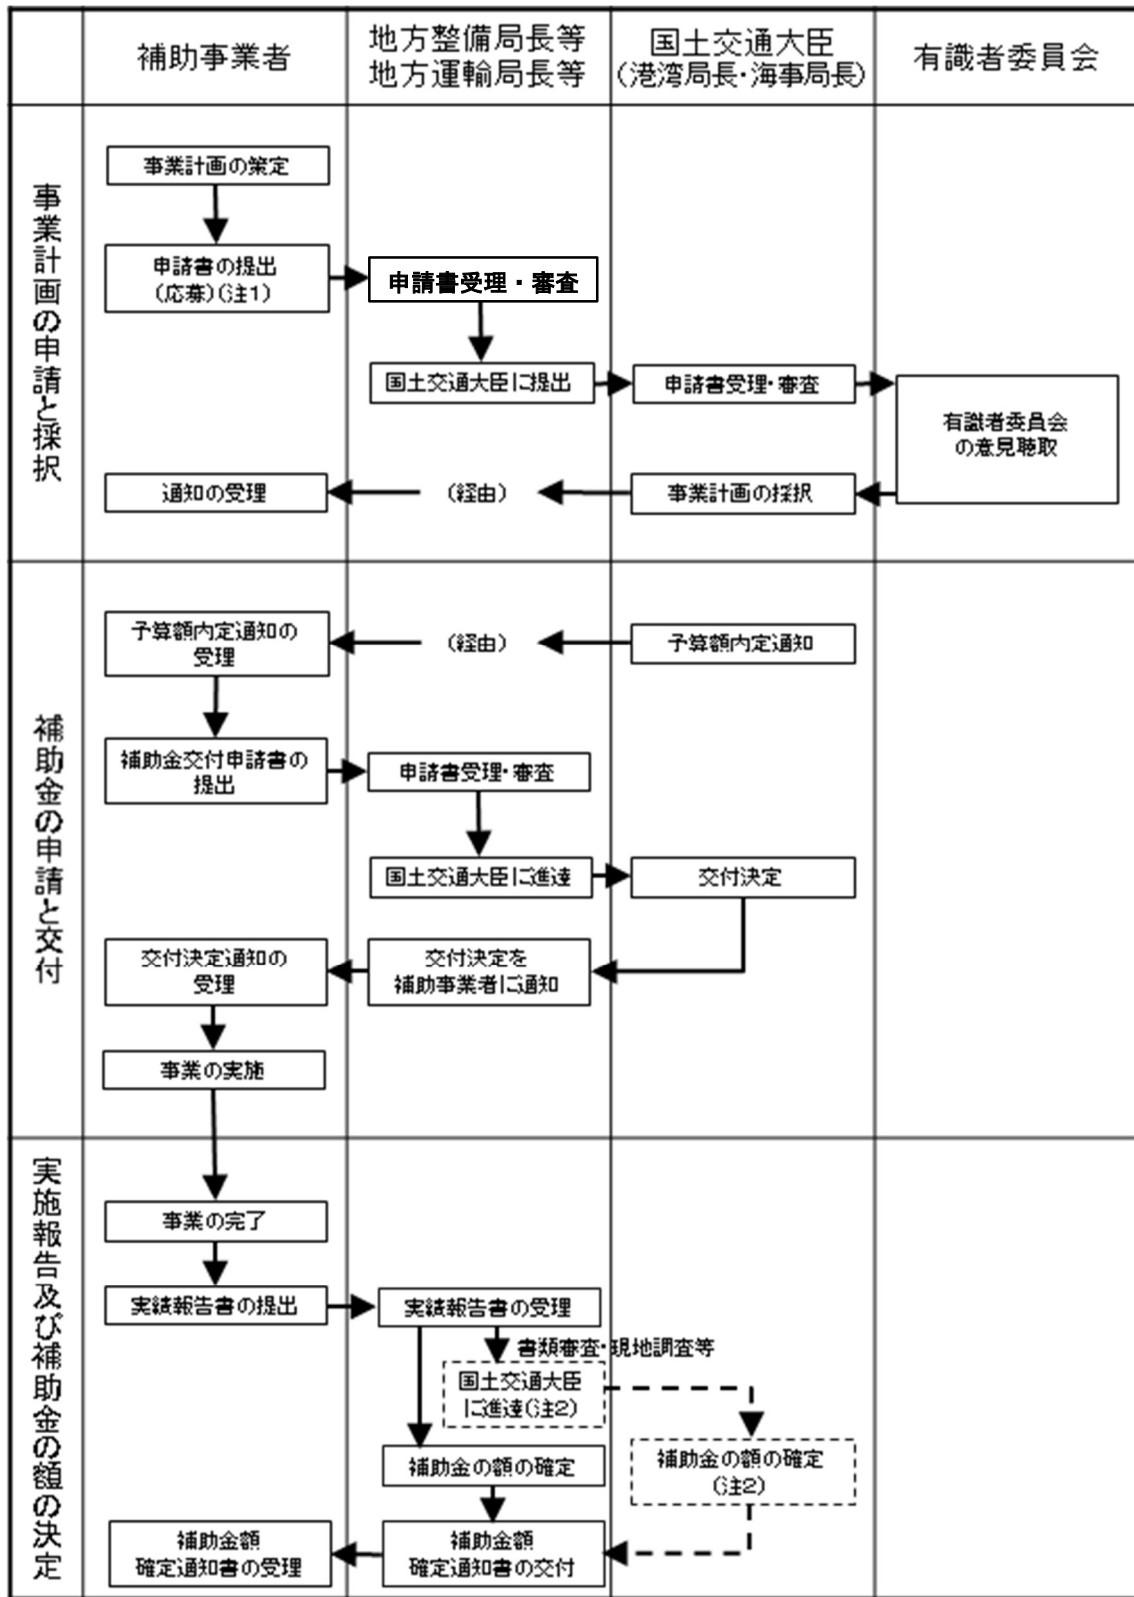 補助事業者
地方整備局長等
地方運輸局長等
国土交通大臣
(港湾局長・海事局長)
有識者委員会
事業計画の申請と採択
事業計画の策定
申請書の提出
(応募)(注1)
申請書受理・審査
国土交通大臣に提出
申請書受理・審査
有識者委員会
の意見聴取
通知の受理
(経由)
事業計画の採択
補助金の申請と交付
予算額内定通知の
受理
(経由)
予算額内定通知
補助金交付申請書の
提出
申請書受理・審査
国土交通大臣に進達
交付決定
交付決定通知の
受理
交付決定を
補助事業者に通知
事業の実施
実施報告及び補助金の額の決定
事業の完了
実績報告書の提出
実績報告書の受理
書類審査・現地調査等
国土交通大臣
に進達(注2)
補助金の額の確定
補助金の額の確定
(注2)
補助金額
確定通知書の受理
補助金額
確定通知書の交付